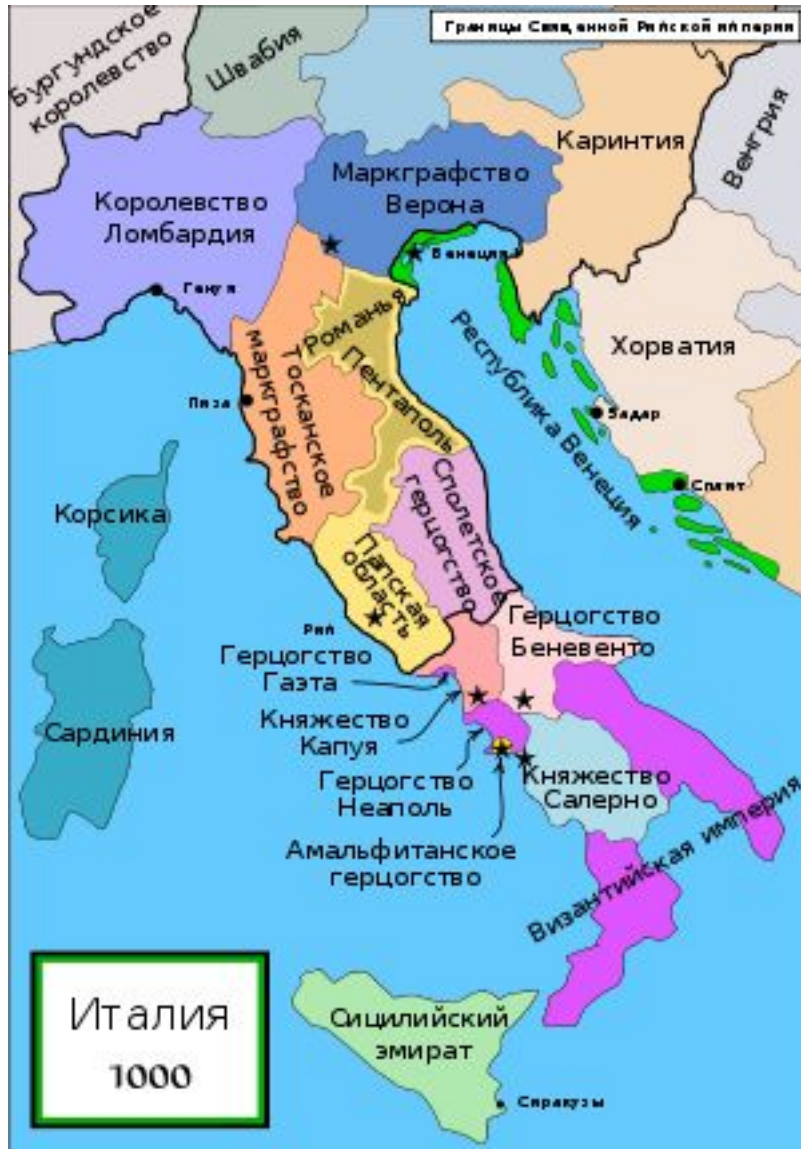 Границы Священной Римской империи
Бургундское
королевство
Швабия
Каринтия
Венгрия
Маркграфство
Верона
Королевство
Ломбардия
Венеция
Генуя
Романья
Пентаполь
Республика Венеция
Хорватия
Тосканское
маркграфство
Пиза
Задар
Сполетское
герцогство
Сплит
Корсика
Папская
область
Рим
Герцогство
Беневенто
Герцогство
Гаэта
Княжество
Капуя
Сардиния
Герцогство
Неаполь
Княжество
Салерно
Амальфитанское
герцогство
Византийская империя
Италия
1000
Сицилийский
эмират
Сиракузы